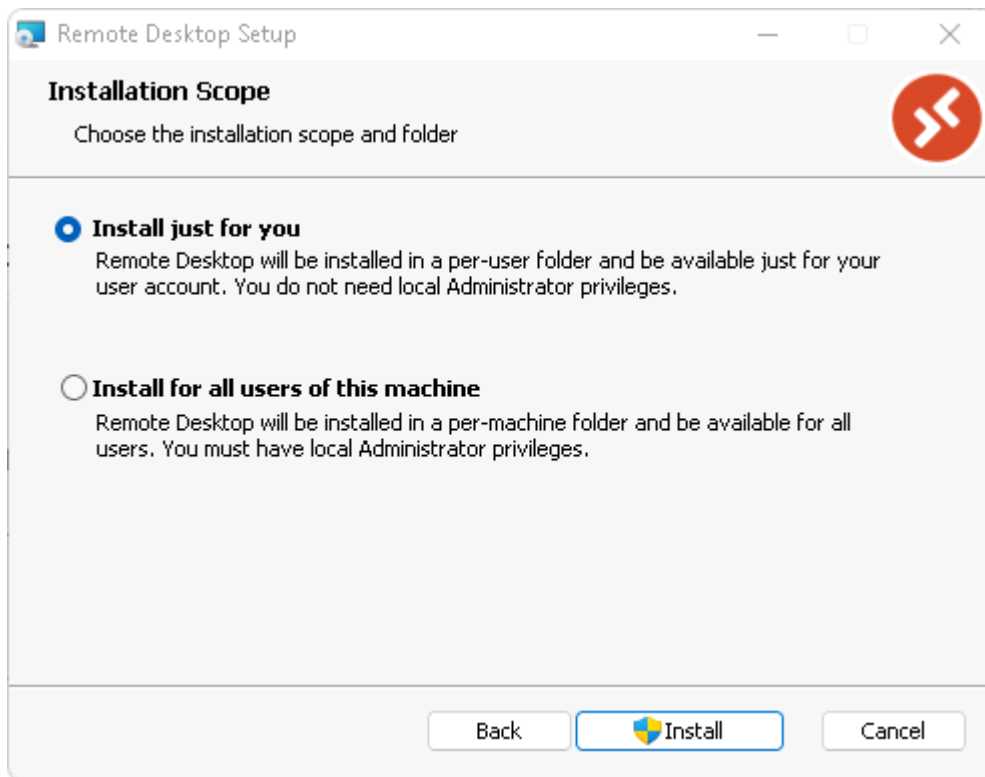 Remote Desktop Setup
Installation Scope
Choose the installation scope and folder
Install just for you
Remote Desktop will be installed in a per-user folder and be available just for your
user account. You do not need local Administrator privileges.
Install for all users of this machine
Remote Desktop will be installed in a per-machine folder and be available for all
users. You must have local Administrator privileges.
Back
Install
Cancel